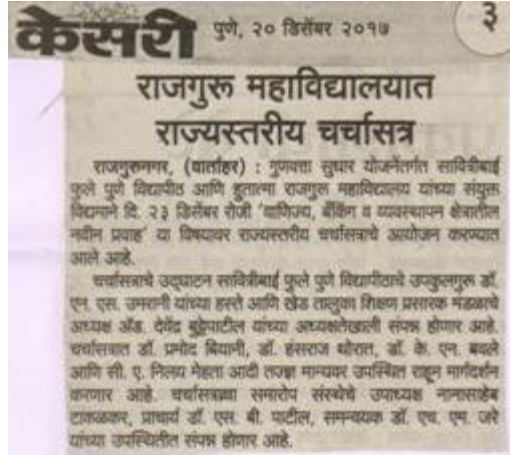 केसरी पुणे, २० डिसेंबर २०१७ ३
राजगुरू महाविद्यालयात
राज्यस्तरीय चर्चासत्र
राजगुरुनगर, (वार्ताहर) : गुणवत्ता सुधार योजनेंतर्गत सावित्रीबाई
फुले पुणे विद्यापीठ आणि हुतात्मा राजगुरू महाविद्यालय यांच्या संयुक्त
विद्यमाने दि. २३ डिसेंबर रोजी 'वाणिज्य, बँकिंग व व्यवस्थापन क्षेत्रातील
नवीन प्रवाह' या विषयावर राज्यस्तरीय चर्चासत्राचे आयोजन करण्यात
आले आहे.
चर्चासत्राचे उद्घाटन सावित्रीबाई फुले पुणे विद्यापीठाचे उपकुलगुरू डॉ.
एन. एस. उमराणी यांच्या हस्ते आणि खेड तालुका शिक्षण प्रसारक मंडळाचे
अध्यक्ष अॅड. देवेंद्र बुट्टेपाटील यांच्या अध्यक्षतेखाली संपन्न होणार आहे.
चर्चासत्रात डॉ. प्रमोद बियानी, डॉ. हंसराज थोरात, डॉ. के. एन. बवले
आणि सी. ए. निलय मेहता आदी तज्ज्ञ मान्यवर उपस्थित राहून मार्गदर्शन
करणार आहे. चर्चासत्राच्या समारोप संस्थेचे उपाध्यक्ष नानासाहेब
टाकळकर, प्राचार्य डॉ. एस. बी. पाटील, समन्वयक डॉ. एच. एम. जरे
यांच्या उपस्थितीत संपन्न होणार आहे.